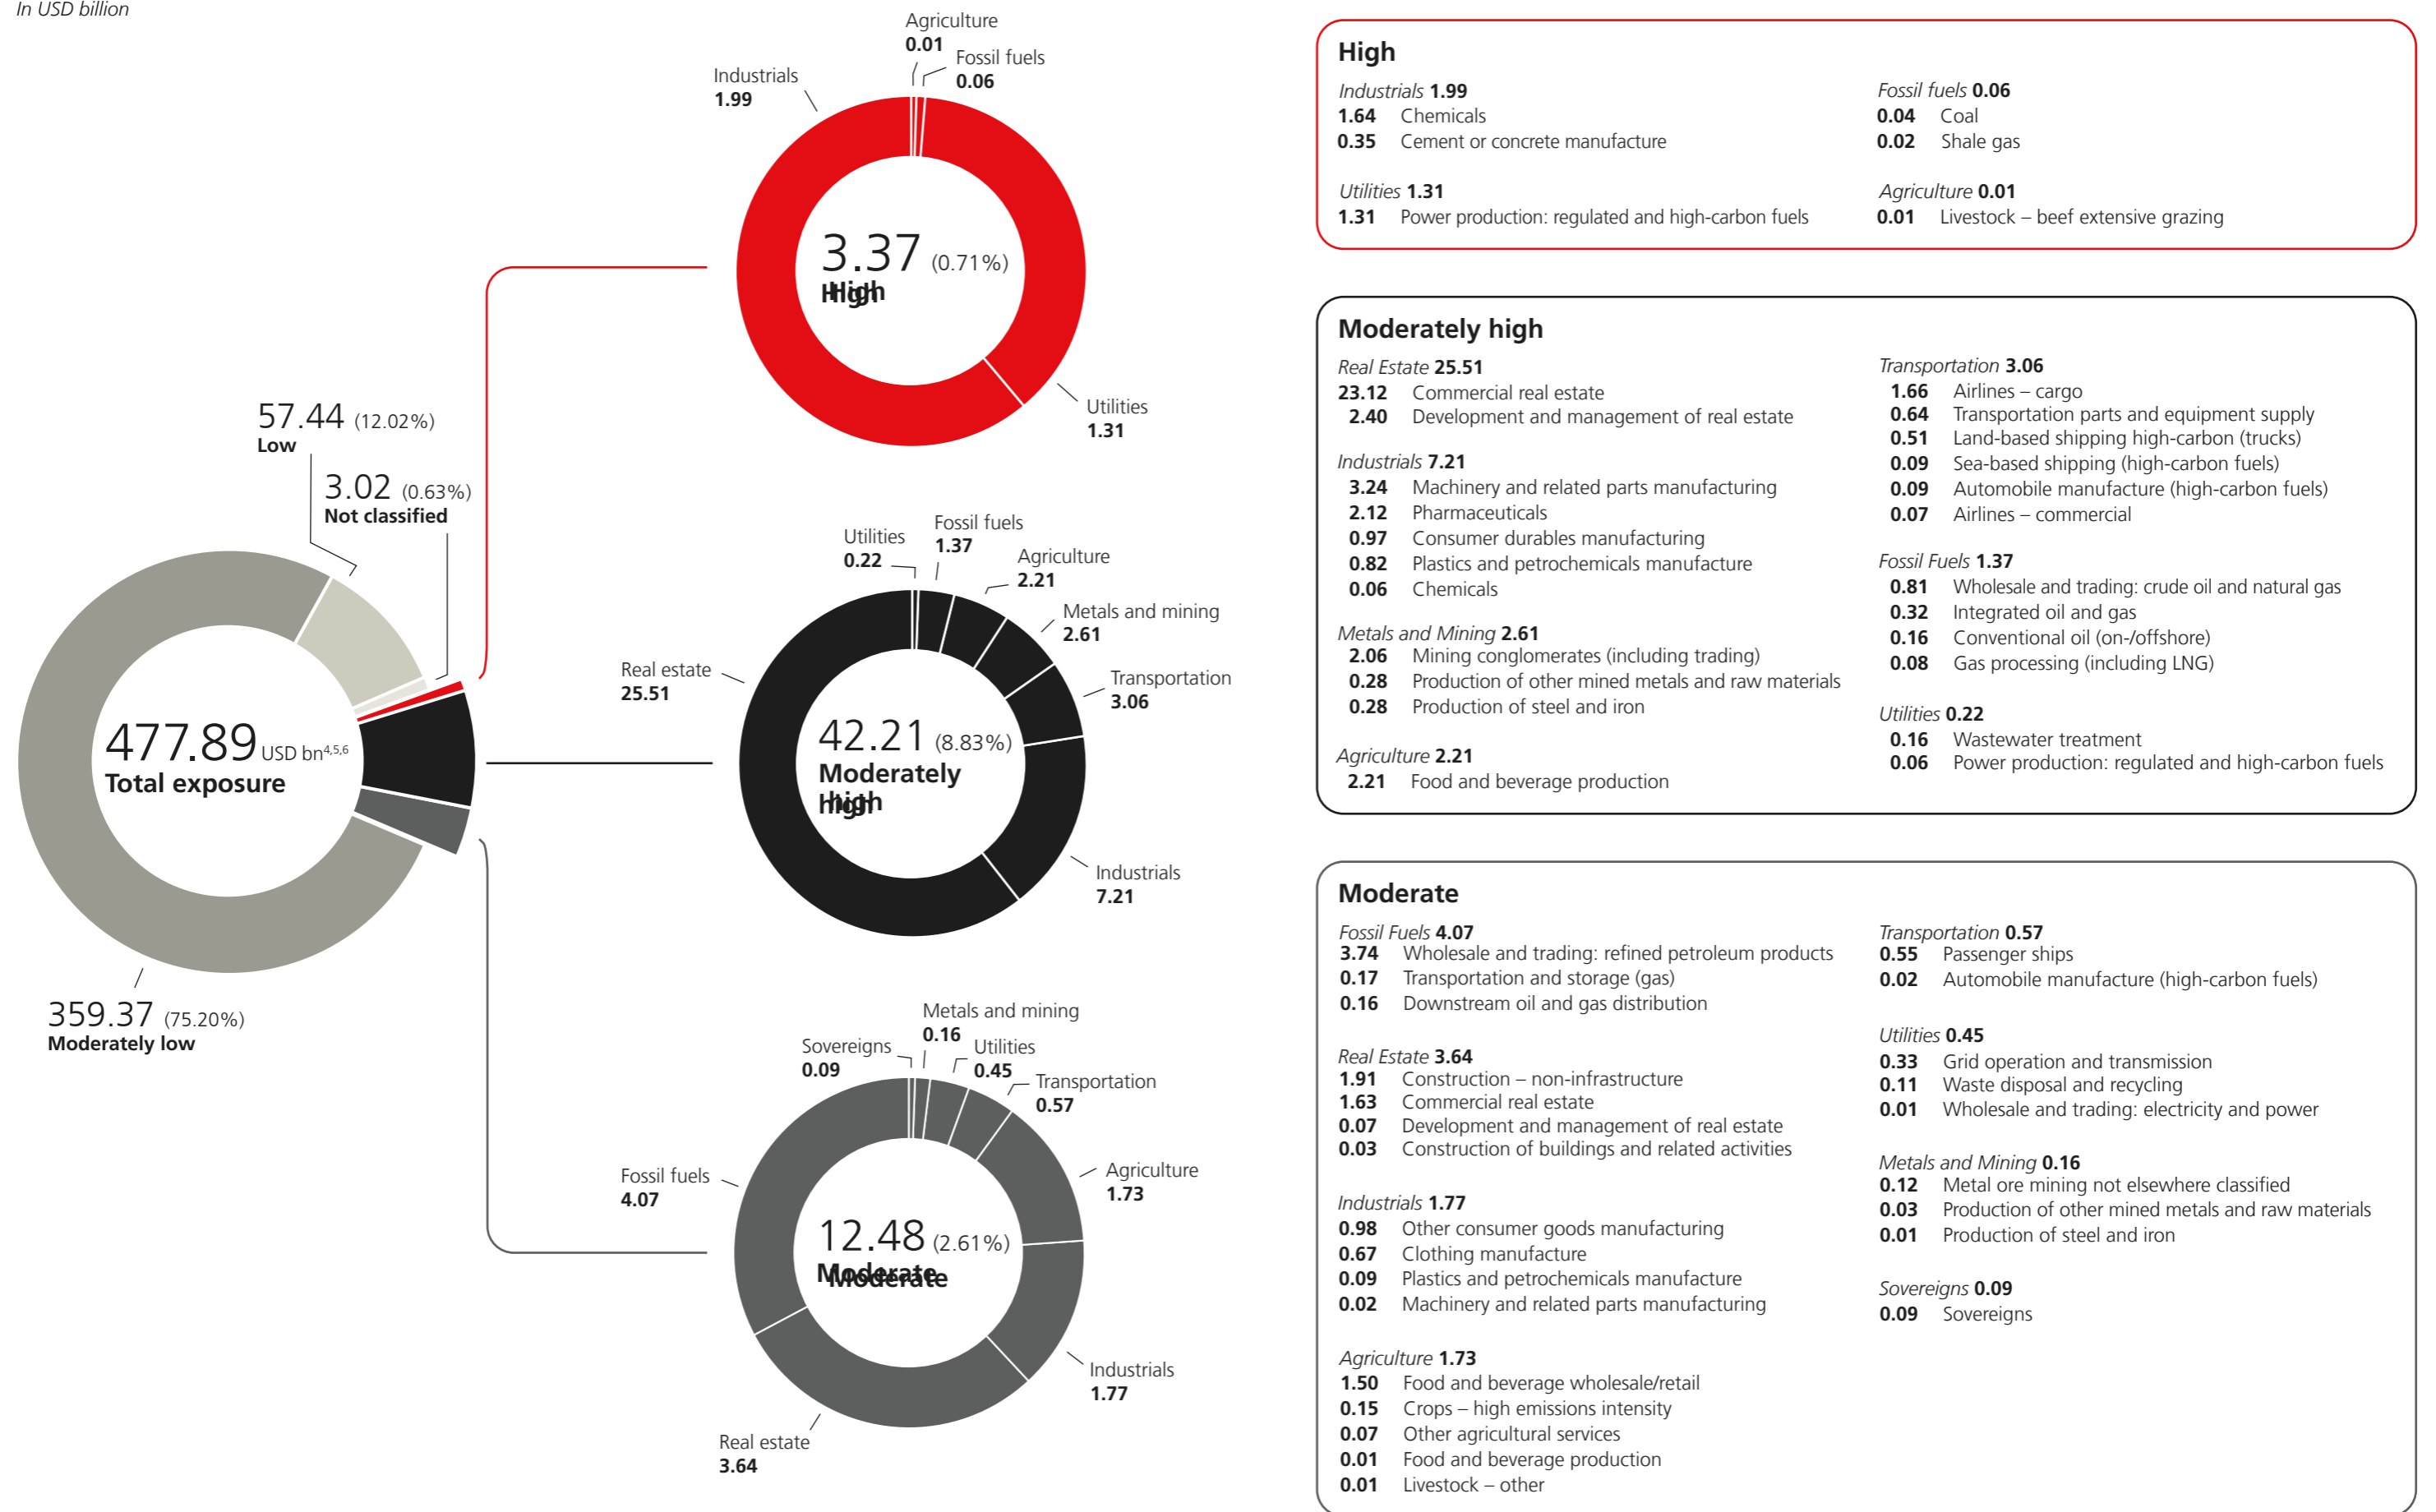 In USD billion
Agriculture
0.01
Fossil fuels
0.06
Industrials
1.99
3.37 (0.71%)
High
Utilities
1.31
57.44 (12.02%)
Low
3.02 (0.63%)
Not classified
477.89 USD bn4,5,6
Total exposure
359.37 (75.20%)
Moderately low
Utilities
0.22
Fossil fuels
1.37
Agriculture
2.21
Metals and mining
2.61
Transportation
3.06
Real estate
25.51
42.21 (8.83%)
Moderately
high
Industrials
7.21
Metals and mining
0.16
Sovereigns
0.09
Utilities
0.45
Transportation
0.57
Agriculture
1.73
Fossil fuels
4.07
12.48 (2.61%)
Moderate
Industrials
1.77
Real estate
3.64
High
Industrials 1.99
1.64 Chemicals
0.35 Cement or concrete manufacture
Utilities 1.31
1.31 Power production: regulated and high-carbon fuels
Fossil fuels 0.06
0.04 Coal
0.02 Shale gas
Agriculture 0.01
0.01 Livestock – beef extensive grazing
Moderately high
Real Estate 25.51
23.12 Commercial real estate
2.40 Development and management of real estate
Industrials 7.21
3.24 Machinery and related parts manufacturing
2.12 Pharmaceuticals
0.97 Consumer durables manufacturing
0.82 Plastics and petrochemicals manufacture
0.06 Chemicals
Metals and Mining 2.61
2.06 Mining conglomerates (including trading)
0.28 Production of other mined metals and raw materials
0.28 Production of steel and iron
Agriculture 2.21
2.21 Food and beverage production
Transportation 3.06
1.66 Airlines – cargo
0.64 Transportation parts and equipment supply
0.51 Land-based shipping high-carbon (trucks)
0.09 Sea-based shipping (high-carbon fuels)
0.09 Automobile manufacture (high-carbon fuels)
0.07 Airlines – commercial
Fossil Fuels 1.37
0.81 Wholesale and trading: crude oil and natural gas
0.32 Integrated oil and gas
0.16 Conventional oil (on-/offshore)
0.08 Gas processing (including LNG)
Utilities 0.22
0.16 Wastewater treatment
0.06 Power production: regulated and high-carbon fuels
Moderate
Fossil Fuels 4.07
3.74 Wholesale and trading: refined petroleum products
0.17 Transportation and storage (gas)
0.16 Downstream oil and gas distribution
Real Estate 3.64
1.91 Construction – non-infrastructure
1.63 Commercial real estate
0.07 Development and management of real estate
0.03 Construction of buildings and related activities
Industrials 1.77
0.98 Other consumer goods manufacturing
0.67 Clothing manufacture
0.09 Plastics and petrochemicals manufacture
0.02 Machinery and related parts manufacturing
Agriculture 1.73
1.50 Food and beverage wholesale/retail
0.15 Crops – high emissions intensity
0.07 Other agricultural services
0.01 Food and beverage production
0.01 Livestock – other
Transportation 0.57
0.55 Passenger ships
0.02 Automobile manufacture (high-carbon fuels)
Utilities 0.45
0.33 Grid operation and transmission
0.11 Waste disposal and recycling
0.01 Wholesale and trading: electricity and power
Metals and Mining 0.16
0.12 Metal ore mining not elsewhere classified
0.03 Production of other mined metals and raw materials
0.01 Production of steel and iron
Sovereigns 0.09
0.09 Sovereigns